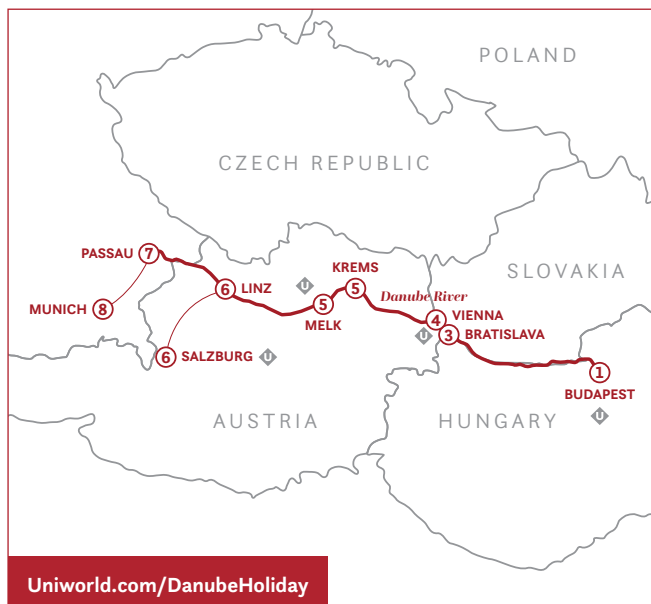 POLAND
CZECH REPUBLIC
PASSAU 7
KREMS
SLOVAKIA
6 LINZ
U
5
Danube River
MUNICH 8
5
MELK
4 VIENNA
3 BRATISLAVA
U
6 SALZBURG
U
1
BUDAPEST
AUSTRIA
HUNGARY
U
Uniworld.com/DanubeHoliday